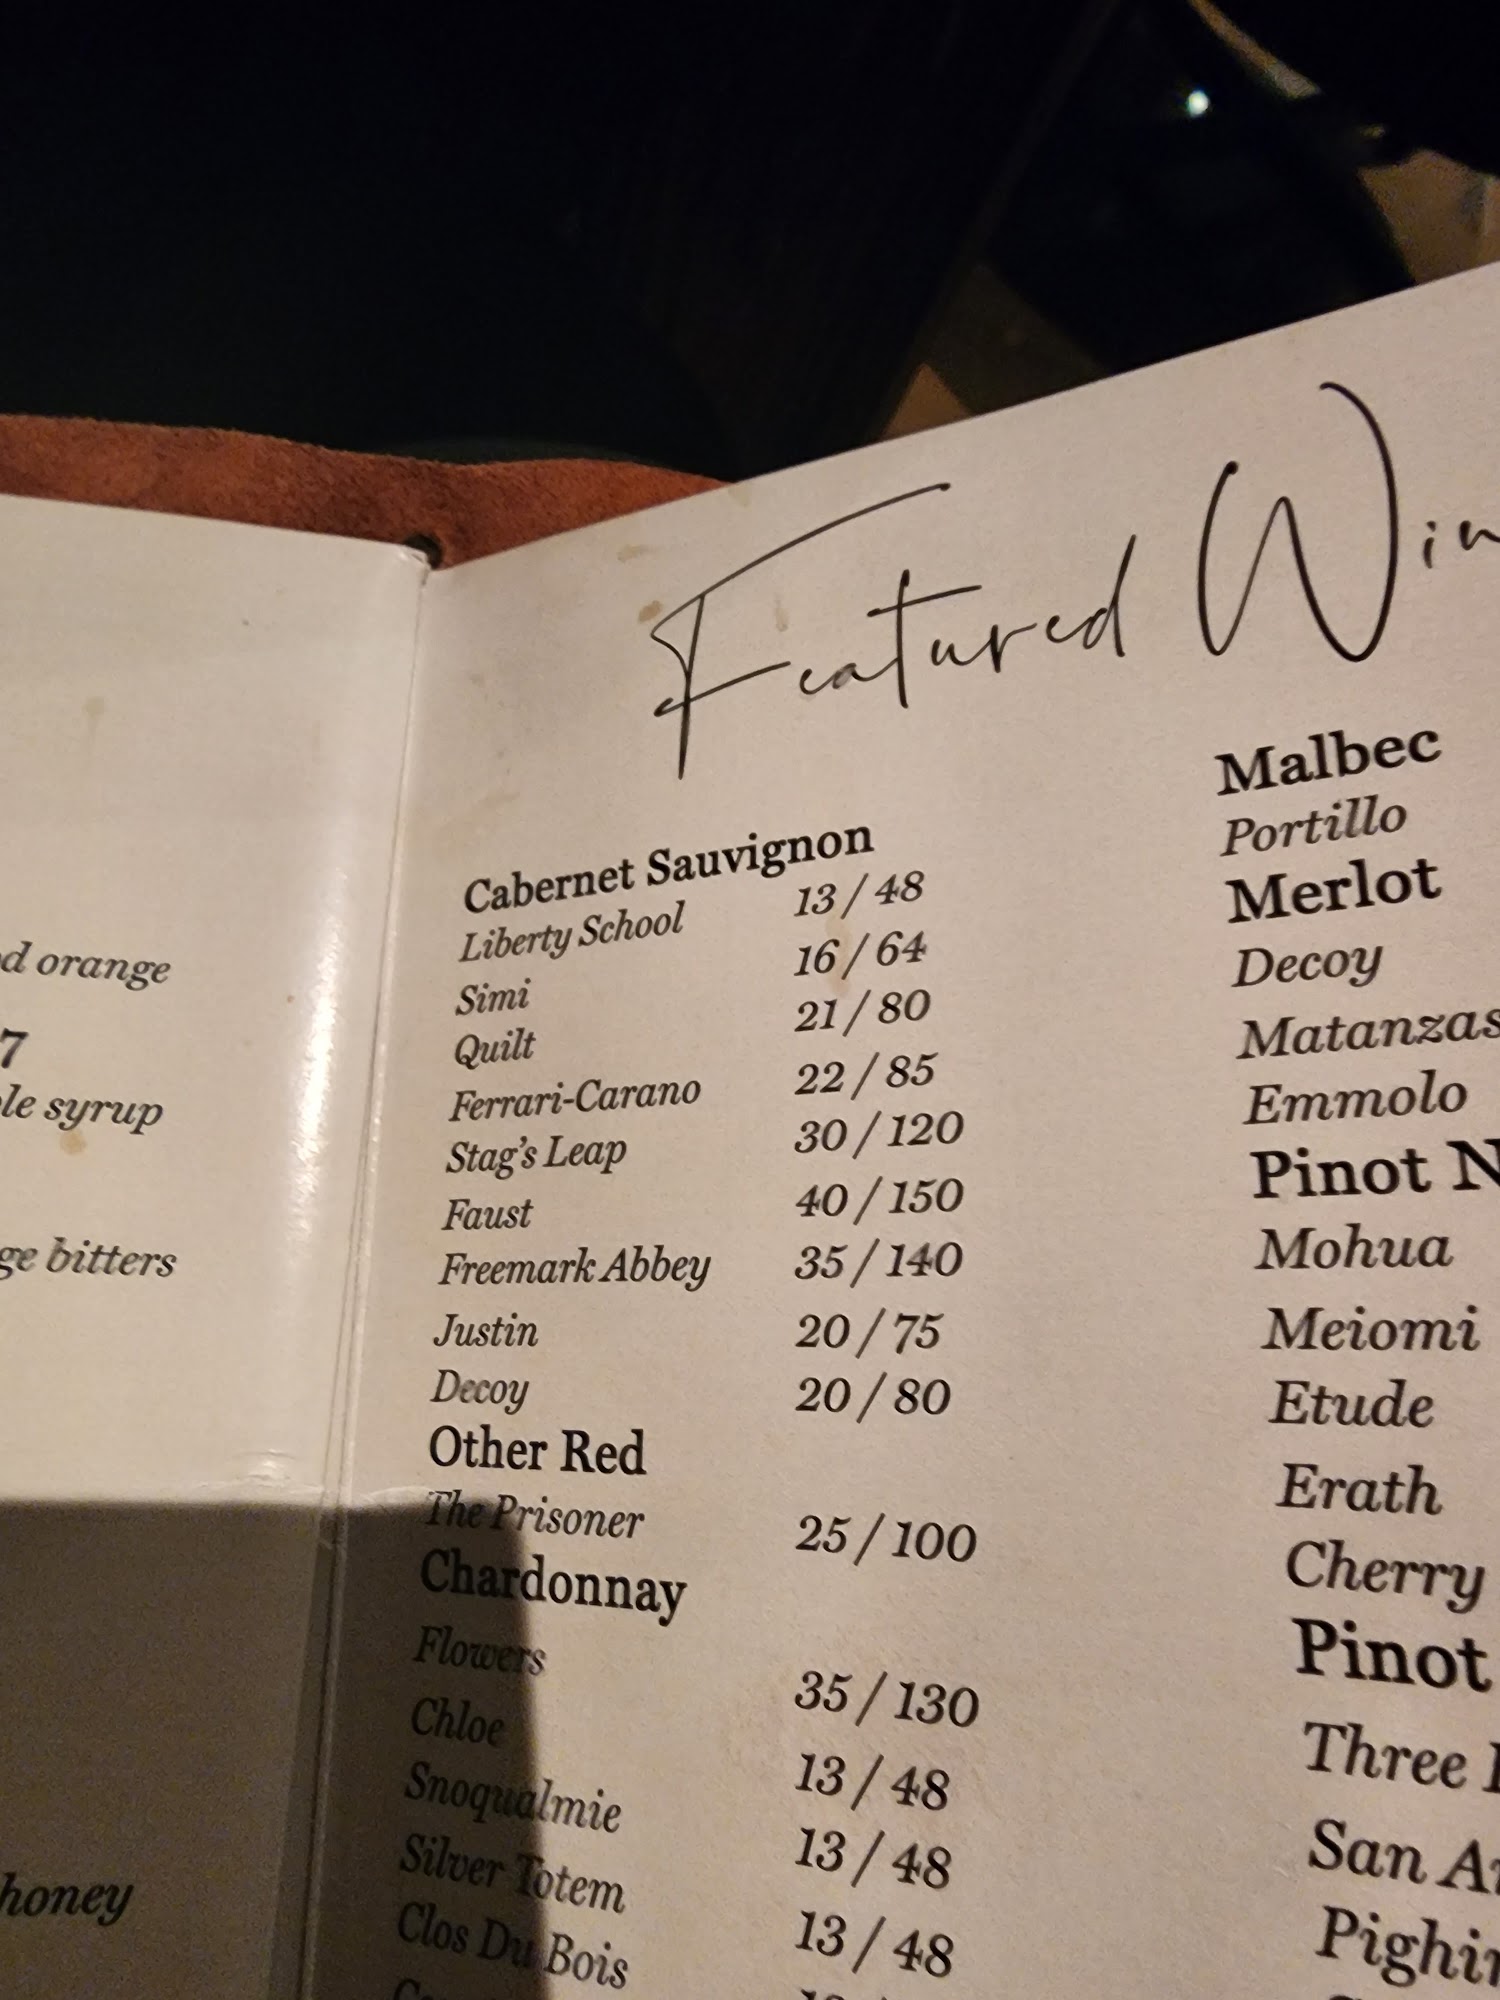 d orange
7
le syrup
ge bitters
honey
Featured Win
Cabernet Sauvignon
Liberty School 13 / 48
Simi 16 / 64
Quilt 21 / 80
Ferrari-Carano 22 / 85
Stag's Leap 30 / 120
Faust 40 / 150
Freemark Abbey 35 / 140
Justin 20 / 75
Decoy 20 / 80
Other Red
The Prisoner 25 / 100
Chardonnay
Flowers 35 / 130
Chloe 13 / 48
Snoqualmie 13 / 48
Silver Totem 13 / 48
Clos Du Bois
Malbec
Portillo
Merlot
Decoy
Matanzas
Emmolo
Pinot N
Mohua
Meiomi
Etude
Erath
Cherry
Pinot
Three
San A
Pighi